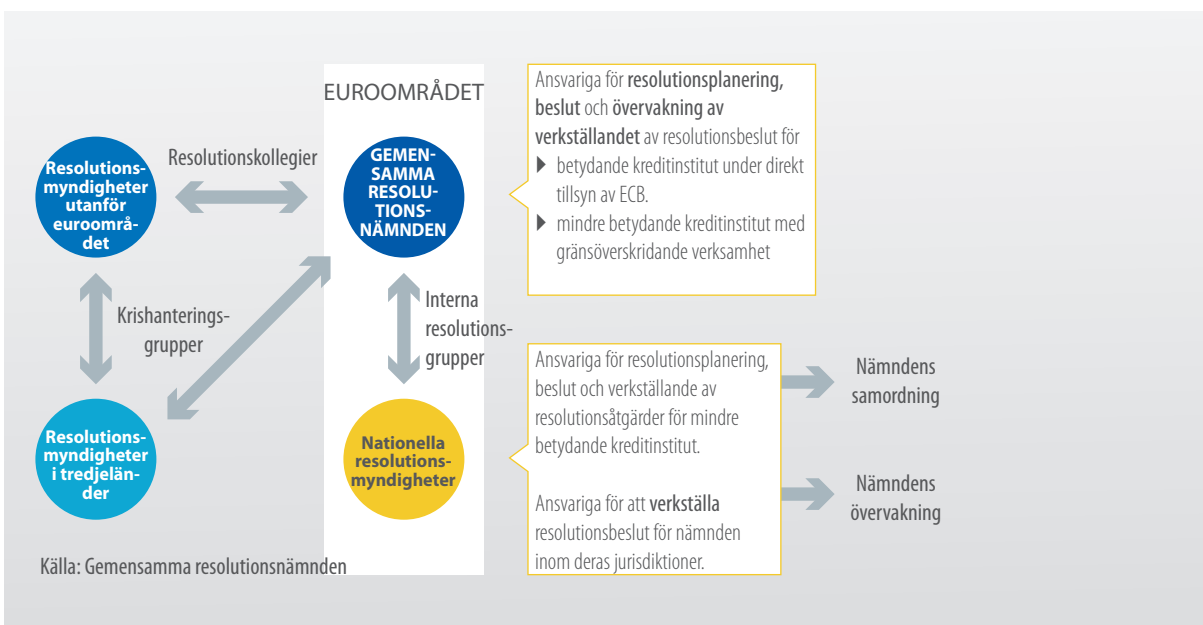 EUROOMRÅDET
Resolutions-
myndigheter
utanför
euroområ-
det
Resolutionskollegier
GEMEN-
SAMMA
RESOLU-
TIONS-
NÄMNDEN
Ansvariga för resolutionsplanering,
beslut och övervakning av
verkställandet av resolutionsbeslut för
betydande kreditinstitut under direkt
tillsyn av ECB.
mindre betydande kreditinstitut med
gränsöverskridande verksamhet
Krishanterings-
grupper
Interna
resolutions-
grupper
Resolutions-
myndigheter
i tredjelän-
der
Nationella
resolutions-
myndigheter
Ansvariga för resolutionsplanering,
beslut och verkställande av
resolutionsåtgärder för mindre
betydande kreditinstitut.
Ansvariga för att verkställa
resolutionsbeslut för nämnden
inom deras jurisdiktioner.
Nämndens
samordning
Nämndens
övervakning
Källa: Gemensamma resolutionsnämnden